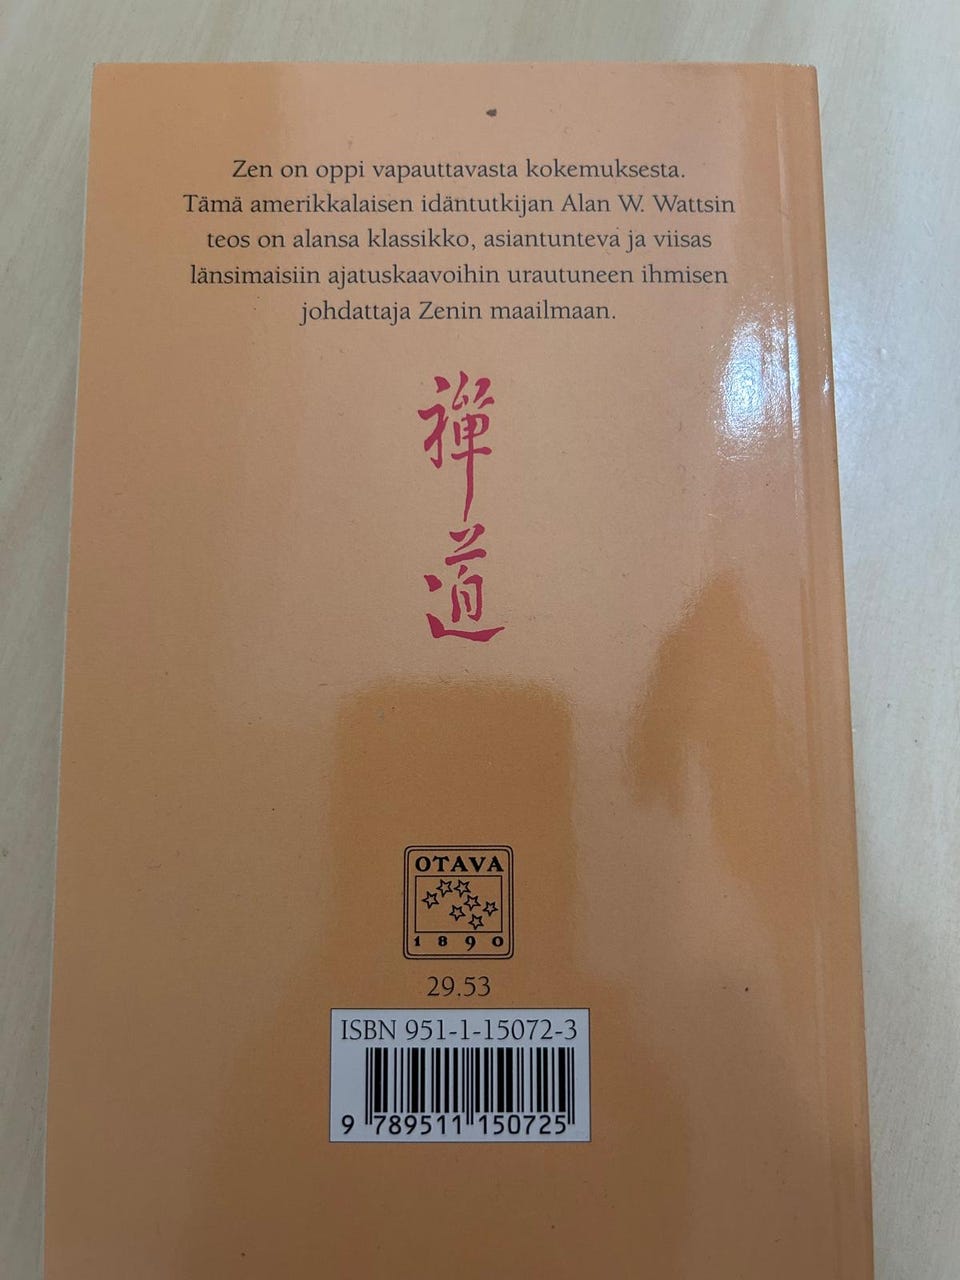 Zen on oppi vapauttavasta kokemuksesta.
Tämä amerikkalaisen idäntutkijan Alan W. Wattsin
teos on alansa klassikko, asiantunteva ja viisas
länsimaisiin ajatuskaavoihin urautuneen ihmisen
johdattaja Zenin maailmaan.
禅
道
OTAVA
1890
29.53
ISBN 951-1-15072-3
9 789511 150725